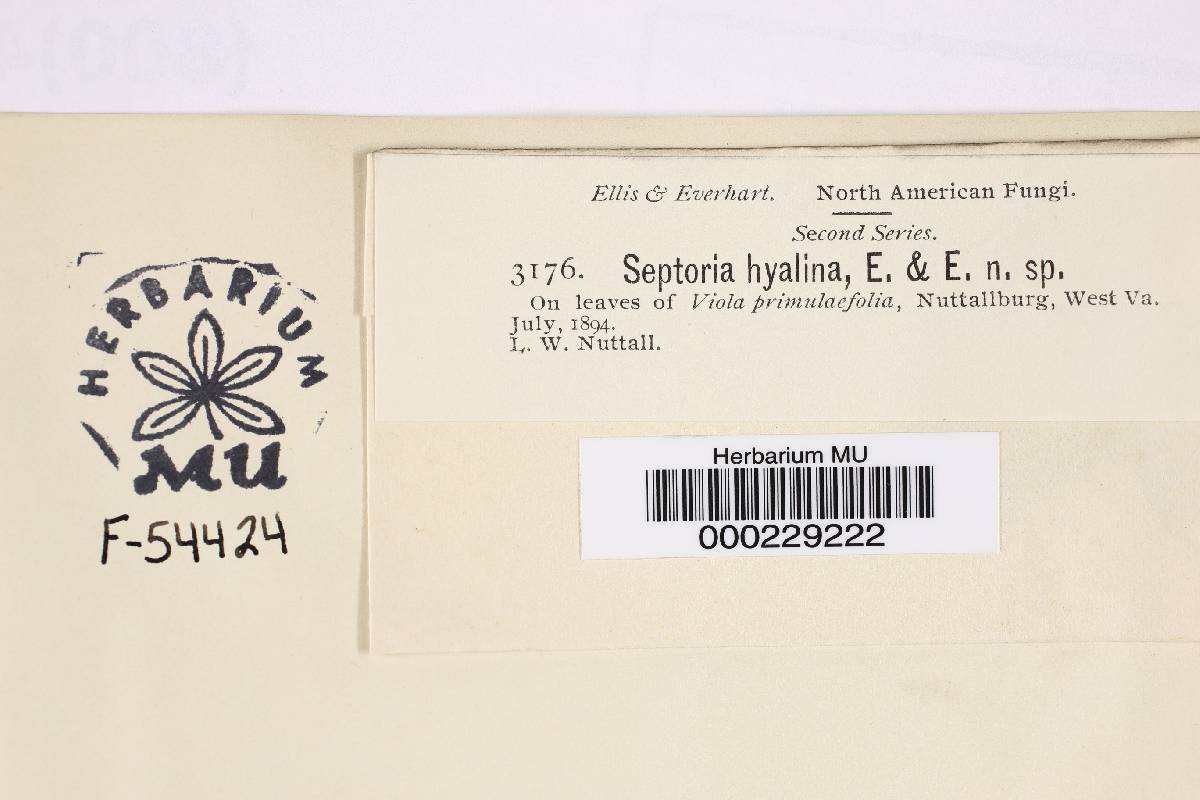 Ellis & Everhart. North American Fungi.
Second Series.
3176. Septoria hyalina, E. & E. n. sp.
On leaves of Viola primulaefolia, Nuttallburg, West Va.
July, 1894.
L. W. Nuttall.
HERBARIUM
MU
F-54424
Herbarium MU
000229222